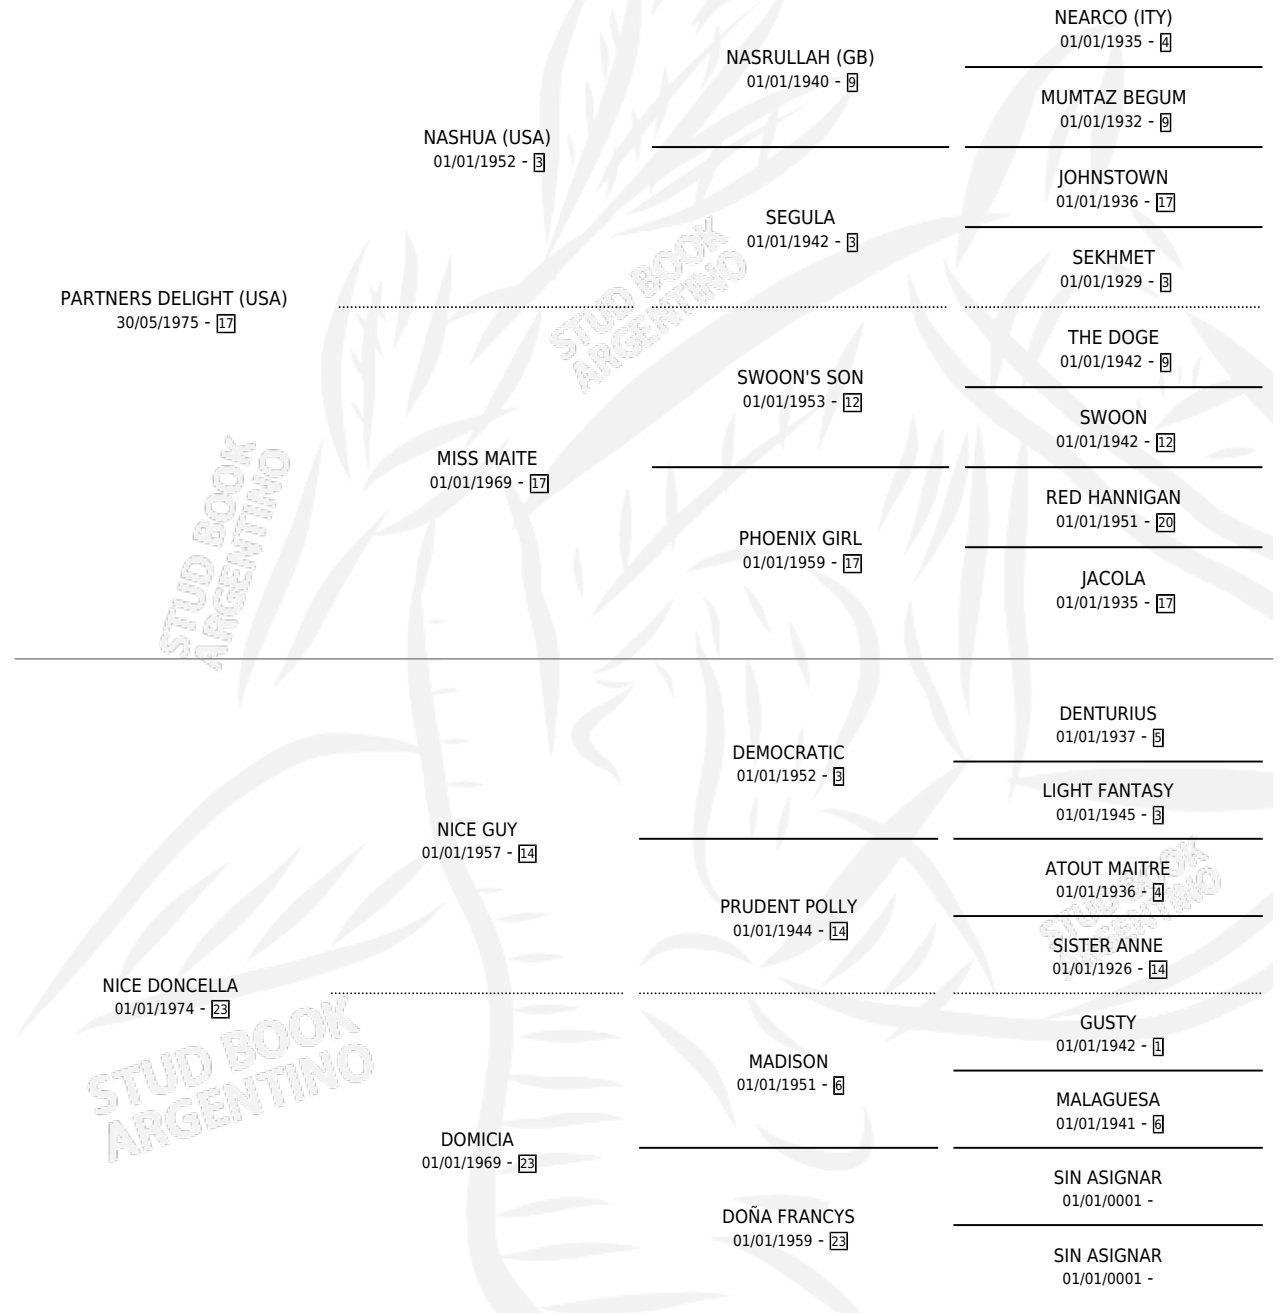 NEARCO (ITY)
01/01/1935 - 4
NASRULLAH (GB)
01/01/1940 - 9
MUMTAZ BEGUM
01/01/1932 - 9
NASHUA (USA)
01/01/1952 - 3
JOHNSTOWN
01/01/1936 - 17
SEGULA
01/01/1942 - 3
SEKHMET
01/01/1929 - 3
PARTNERS DELIGHT (USA)
30/05/1975 - 17
THE DOGE
01/01/1942 - 9
SWOON'S SON
01/01/1953 - 12
SWOON
01/01/1942 - 12
MISS MAITE
01/01/1969 - 17
RED HANNIGAN
01/01/1951 - 20
PHOENIX GIRL
01/01/1959 - 17
JACOLA
01/01/1935 - 17
DENTURIUS
01/01/1937 - 5
DEMOCRATIC
01/01/1952 - 3
LIGHT FANTASY
01/01/1945 - 3
NICE GUY
01/01/1957 - 14
ATOUT MAITRE
01/01/1936 - 4
PRUDENT POLLY
01/01/1944 - 14
SISTER ANNE
01/01/1926 - 14
NICE DONCELLA
01/01/1974 - 23
GUSTY
01/01/1942 - 1
MADISON
01/01/1951 - 6
MALAGUESA
01/01/1941 - 6
DOMICIA
01/01/1969 - 23
SIN ASIGNAR
01/01/0001 -
DOÑA FRANCYS
01/01/1959 - 23
SIN ASIGNAR
01/01/0001 -
STUD BOOK
ARGENTINO
STUD BOOK
ARGENTINO
STUD BOOK
ARGENTINO
STUD BOOK
ARGENTINO